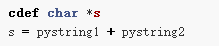 cdef char *s
s = pystring1 + pystring2